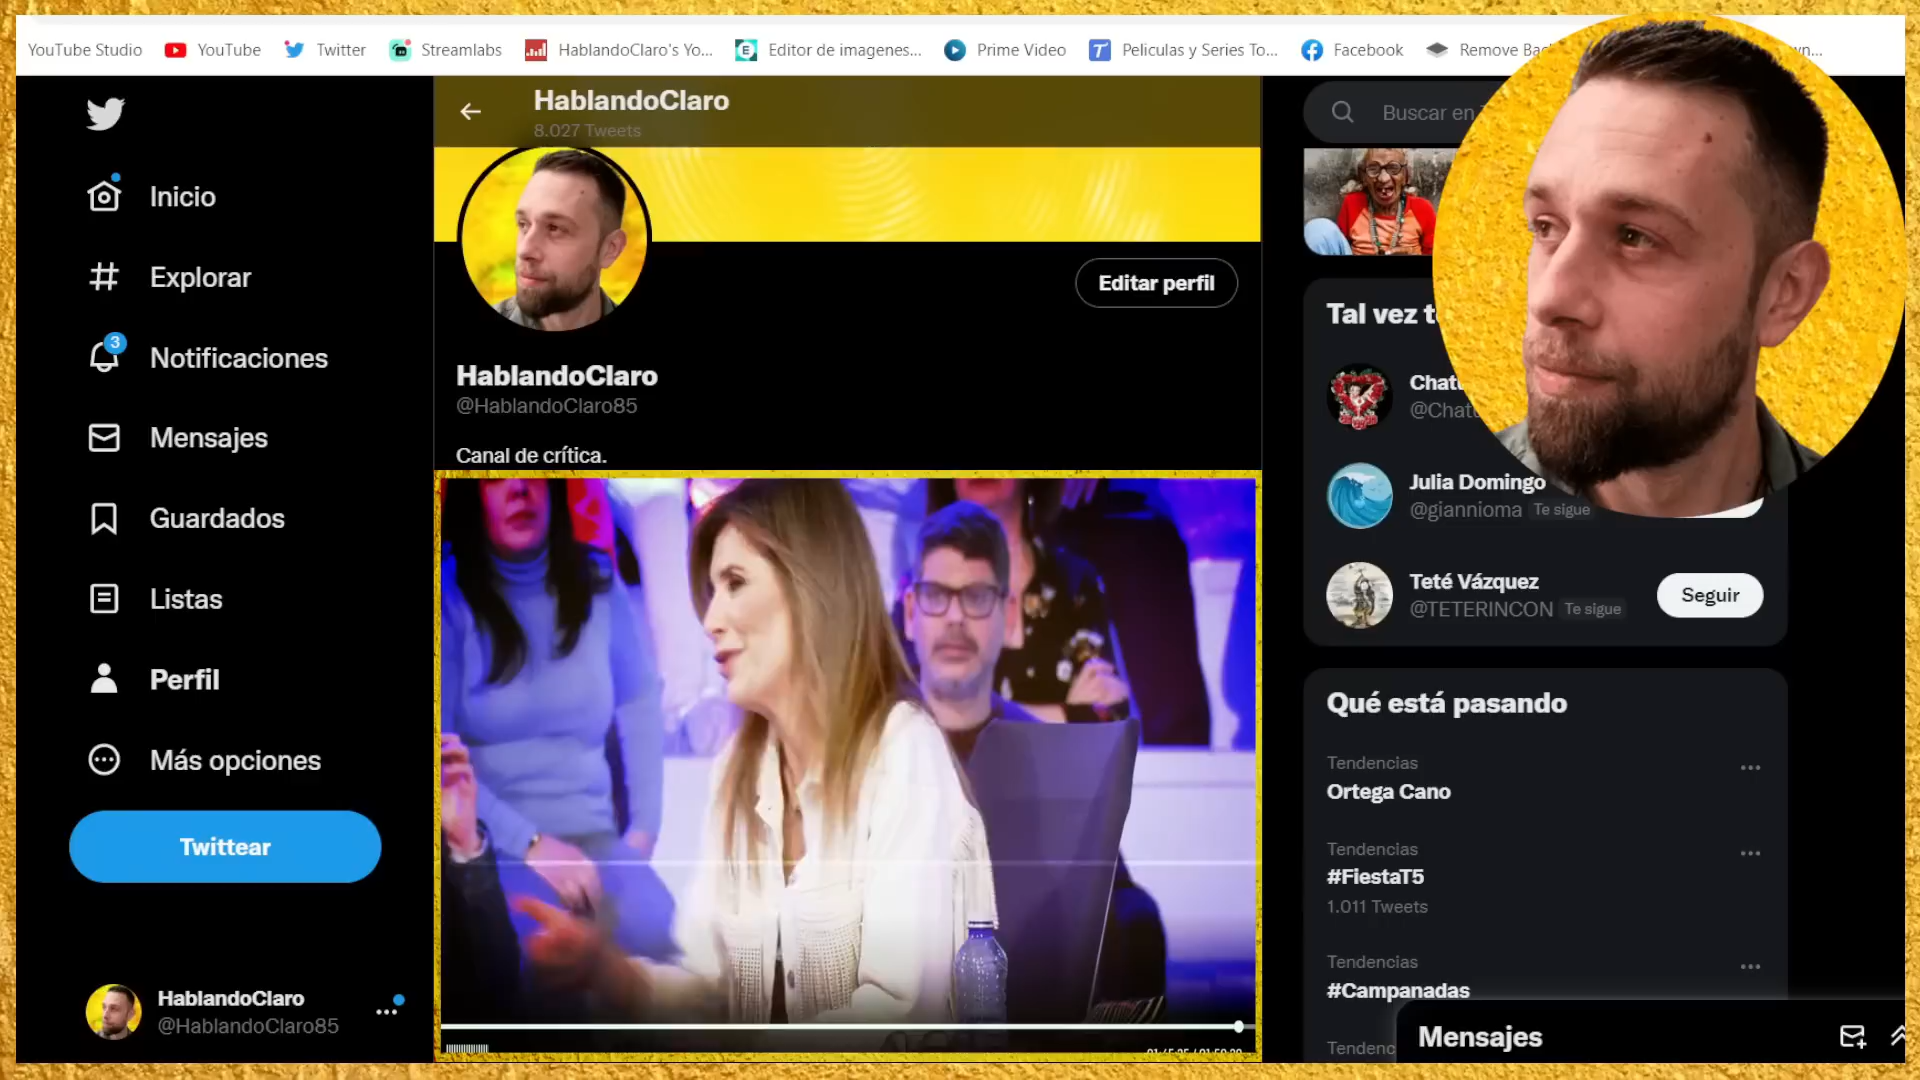 YouTube Studio
YouTube
Twitter
Streamlabs
HablandoClaro's Yo...
Editor de imagenes...
Prime Video
Peliculas y Series To...
Facebook
Remove
HablandoClaro
8.027 Tweets
Buscar en
Inicio
Explorar
3
Notificaciones
Mensajes
Guardados
Listas
Perfil
Más opciones
Twittear
HablandoClaro
@HablandoClaro85
Editar perfil
HablandoClaro
@HablandoClaro85
Canal de crítica.
Tal vez
Julia Domingo
@giannioma Te sigue
Teté Vázquez
@TETERINCON Te sigue
Seguir
Qué está pasando
Tendencias
Ortega Cano
Tendencias
#FiestaT5
1.011 Tweets
Tendencias
#Campanadas
Mensajes